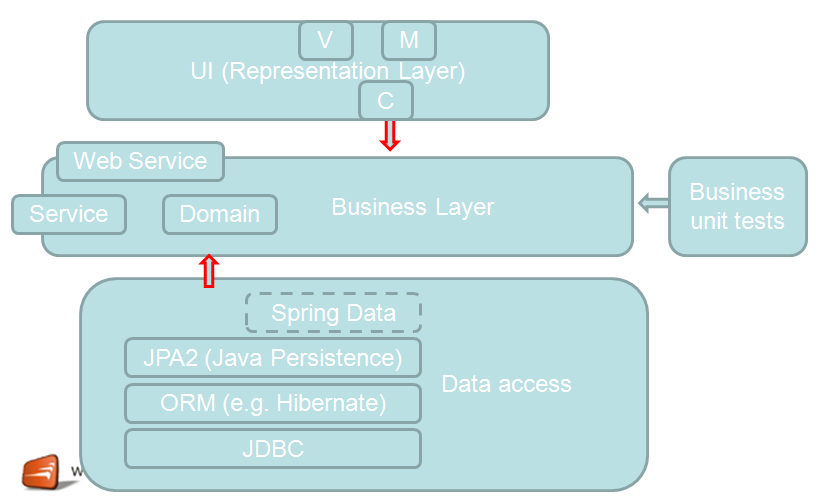 V
M
UI (Representation Layer)
C
Web Service
Service
Domain
Business Layer
Business
unit tests
Spring Data
JPA2 (Java Persistence)
Data access
ORM (e.g. Hibernate)
JDBC